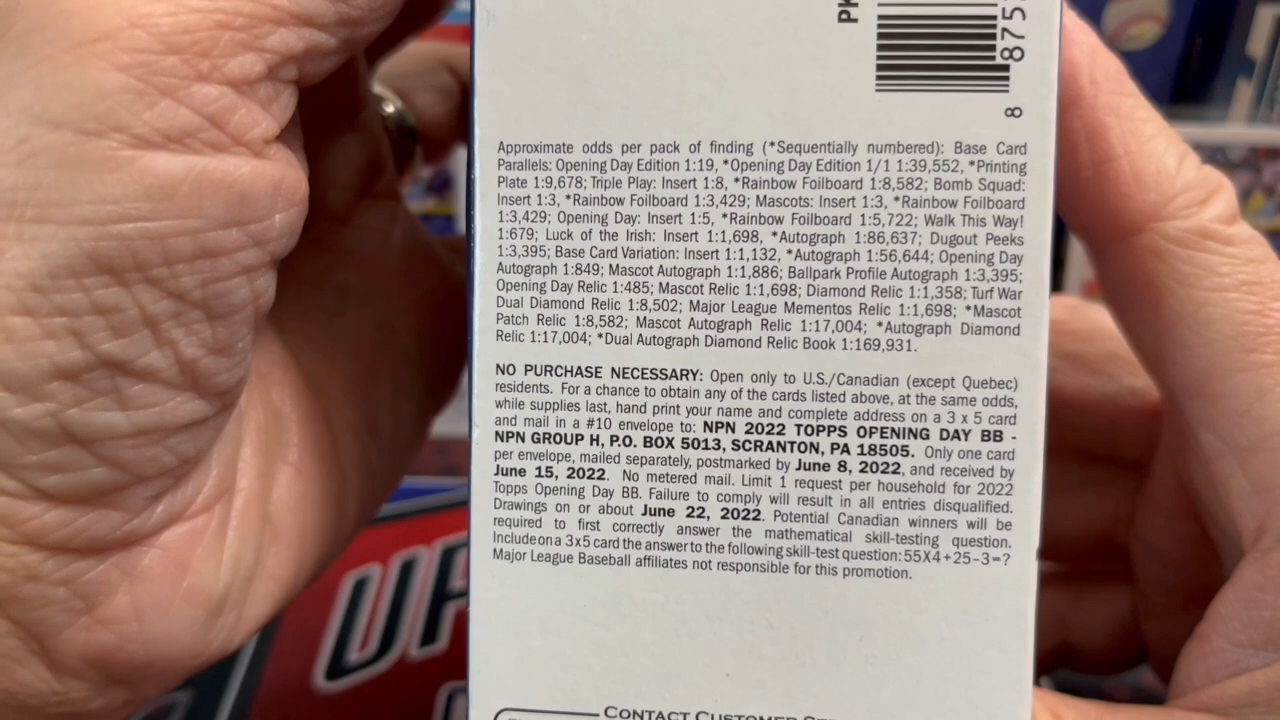 PK
875
8
Approximate odds per pack of finding (*Sequentially numbered): Base Card
Parallels: Opening Day Edition 1:19, *Opening Day Edition 1/1 1:39,552, *Printing
Plate 1:9,678; Triple Play: Insert 1:8, *Rainbow Foilboard 1:8,582; Bomb Squad:
Insert 1:3, *Rainbow Foilboard 1:3,429; Mascots: Insert 1:3, *Rainbow Foilboard
1:3,429; Opening Day: Insert 1:5, *Rainbow Foilboard 1:5,722; Walk This Way!
1:679; Luck of the Irish: Insert 1:1,698, *Autograph 1:86,637; Dugout Peeks
1:3,395; Base Card Variation: Insert 1:1,132, *Autograph 1:56,644; Opening Day
Autograph 1:849; Mascot Autograph 1:1,886; Ballpark Profile Autograph 1:3,395;
Opening Day Relic 1:485; Mascot Relic 1:1,698; Diamond Relic 1:1,358; Turf War
Dual Diamond Relic 1:8,502; Major League Mementos Relic 1:1,698; *Mascot
Patch Relic 1:8,582; Mascot Autograph Relic 1:17,004; *Autograph Diamond
Relic 1:17,004; *Dual Autograph Diamond Relic Book 1:169,931.
NO PURCHASE NECESSARY: Open only to U.S./Canadian (except Quebec)
residents. For a chance to obtain any of the cards listed above, at the same odds,
while supplies last, hand print your name and complete address on a 3 x 5 card
and mail in a #10 envelope to: NPN 2022 TOPPS OPENING DAY BB -
NPN GROUP H, P.O. BOX 5013, SCRANTON, PA 18505. Only one card
per envelope, mailed separately, postmarked by June 8, 2022, and received by
June 15, 2022. No metered mail. Limit 1 request per household for 2022
Topps Opening Day BB. Failure to comply will result in all entries disqualified.
Drawings on or about June 22, 2022. Potential Canadian winners will be
required to first correctly answer the mathematical skill-testing question.
Include on a 3x5 card the answer to the following skill-test question: 55X4+25-3=?
Major League Baseball affiliates not responsible for this promotion.
CONTACT CUSTOMER
UP